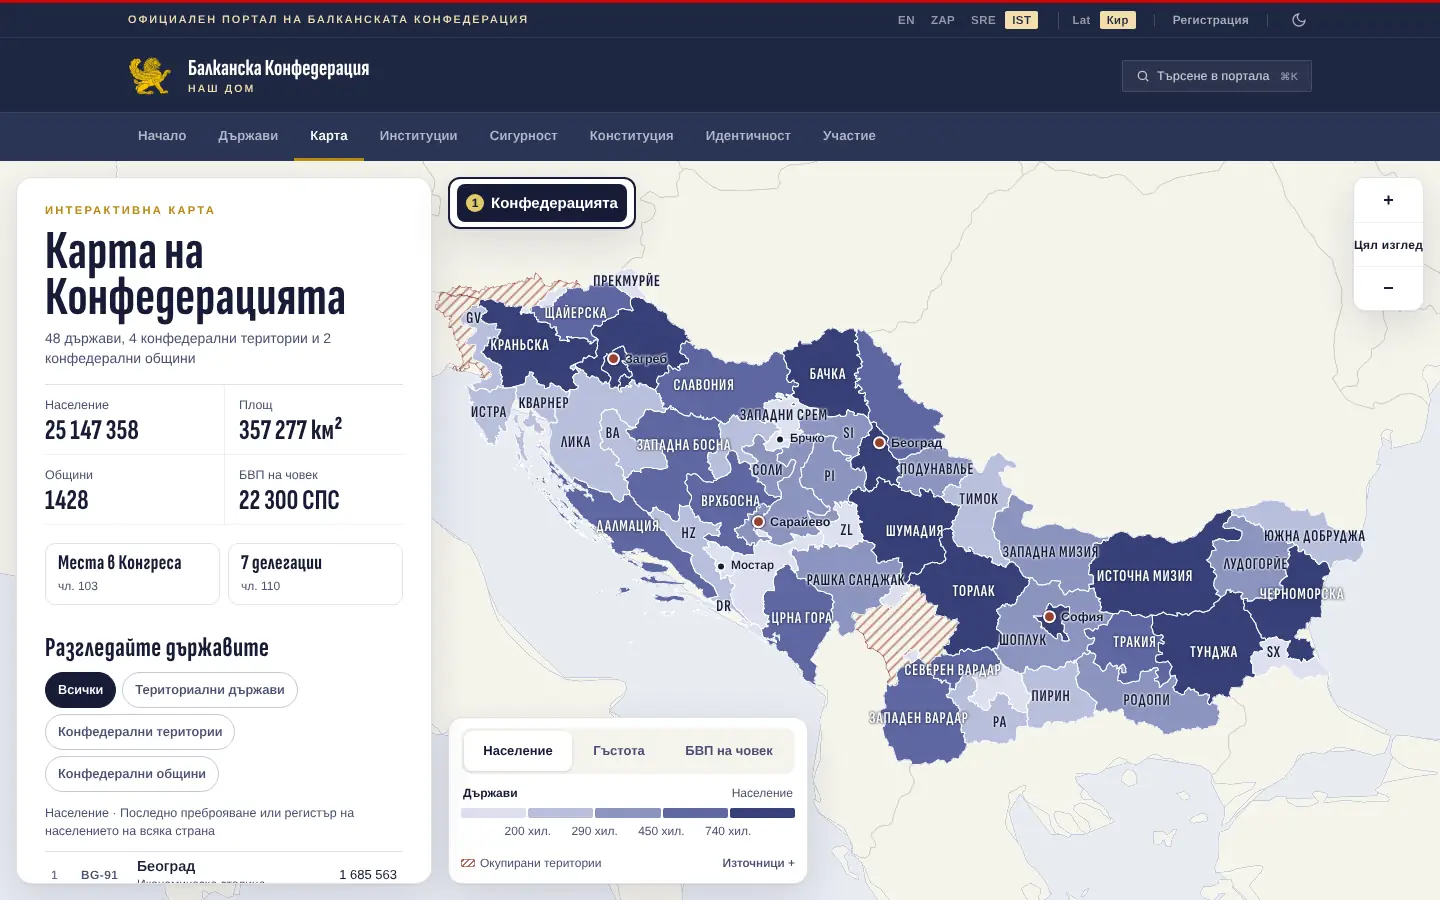 ОФИЦИАЛЕН ПОРТАЛ НА БАЛКАНСКАТА КОНФЕДЕРАЦИЯ
EN ZAP SRE IST Lat Кир Регистрация
Балканска Конфедерация
НАШ ДОМ
Търсене в портала ⌘K
Начало Държави Карта Институции Сигурност Конституция Идентичност Участие
ИНТЕРАКТИВНА КАРТА
Карта на
Конфедерацията
48 държави, 4 конфедерални територии и 2
конфедерални общини
Население
25 147 358
Площ
357 277 км²
Общини
1428
БВП на човек
22 300 СПС
Места в Конгреса
чл. 103
7 делегации
чл. 110
Разгледайте държавите
Всички
Териториални държави
Конфедерални територии
Конфедерални общини
Население · Последно преброяване или регистър на
населението на всяка страна
1 BG-91 Београд 1 685 563
1 Конфедерацията
+
Цял изглед
−
ПРЕКМУРЙЕ
GV
ЩАЙЕРСКА
КРАНЬСКА
Загреб
СЛАВОНИЯ
БАЧКА
ИСТРА
КВАРНЕР
ЗАПАДНИ СРЕМ
ЛИКА
BA
ЗАПАДНА БОСНА
Брчко
SI
Београд
СОЛИ
PI
ПОДУНАВЛЬЕ
ВРХБОСНА
ТИМОК
ДАЛМАЦИЯ
HZ
Сарайево
ZL
ШУМАДИЯ
ЮЖНА ДОБРУДЖА
ЗАПАДНА МИЗИЯ
ЛУДОГОРИЕ
Мостар
РАШКА САНДЖАК
ИСТОЧНА МИЗИЯ
ТОРЛАК
ЧЕРНОМОРСКА
DR
ЦРНА ГОРА
София
ШОПЛУК
ТРАКИЯ
ТУНДЖА
SX
СЕВЕРЕН ВАРДАР
ПИРИН
РОДОПИ
ЗАПАДЕН ВАРДАР
PA
Население Гъстота БВП на човек
Държави Население
200 хил. 290 хил. 450 хил. 740 хил.
Окупирани територии Източници +